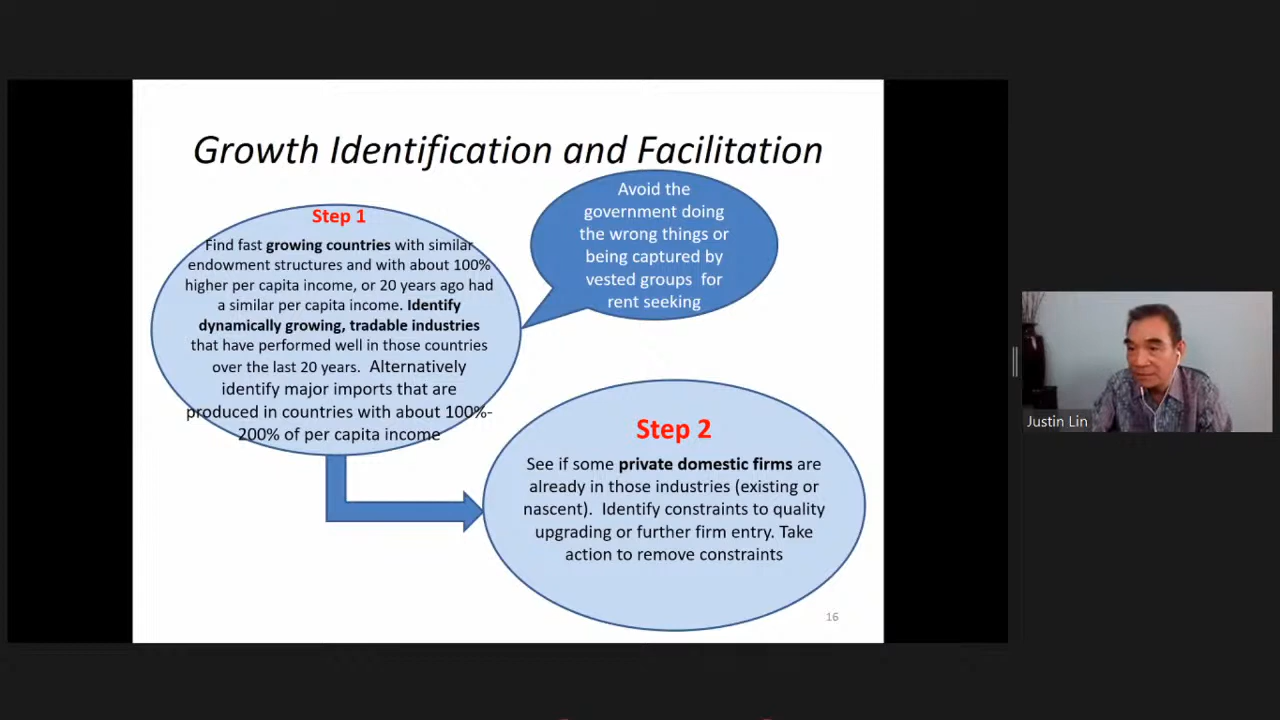 Growth Identification and Facilitation
Step 1
Find fast growing countries with similar
endowment structures and with about 100%
higher per capita income, or 20 years ago had
a similar per capita income. Identify
dynamically growing, tradable industries
that have performed well in those countries
over the last 20 years.  Alternatively
identify major imports that are
produced in countries with about 100%-
200% of per capita income
Avoid the
government doing
the wrong things or
being captured by
vested groups  for
rent seeking
Step 2
See if some private domestic firms are
already in those industries (existing or
nascent).  Identify constraints to quality
upgrading or further firm entry. Take
action to remove constraints
16
Justin Lin